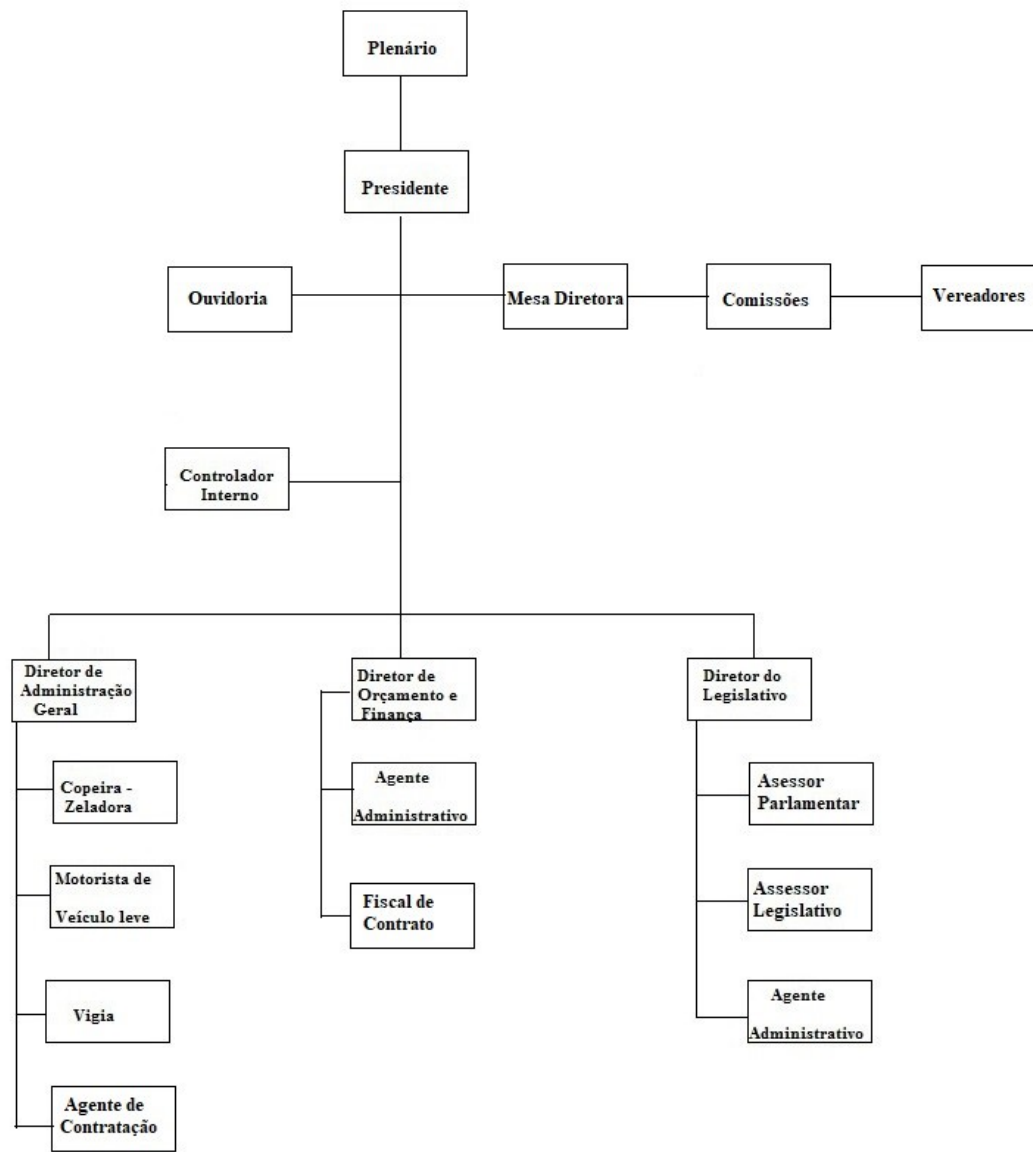 Plenário
Presidente
Ouvidoria
Mesa Diretora
Comissões
Vereadores
Controlador
Interno
Diretor de
Administração
Geral
Diretor de
Orçamento e
Finança
Diretor do
Legislativo
Copeira -
Zeladora
Agente
Administrativo
Asessor
Parlamentar
Motorista de
Veículo leve
Fiscal de
Contrato
Assessor
Legislativo
Vigia
Agente
Administrativo
Agente de
Contratação